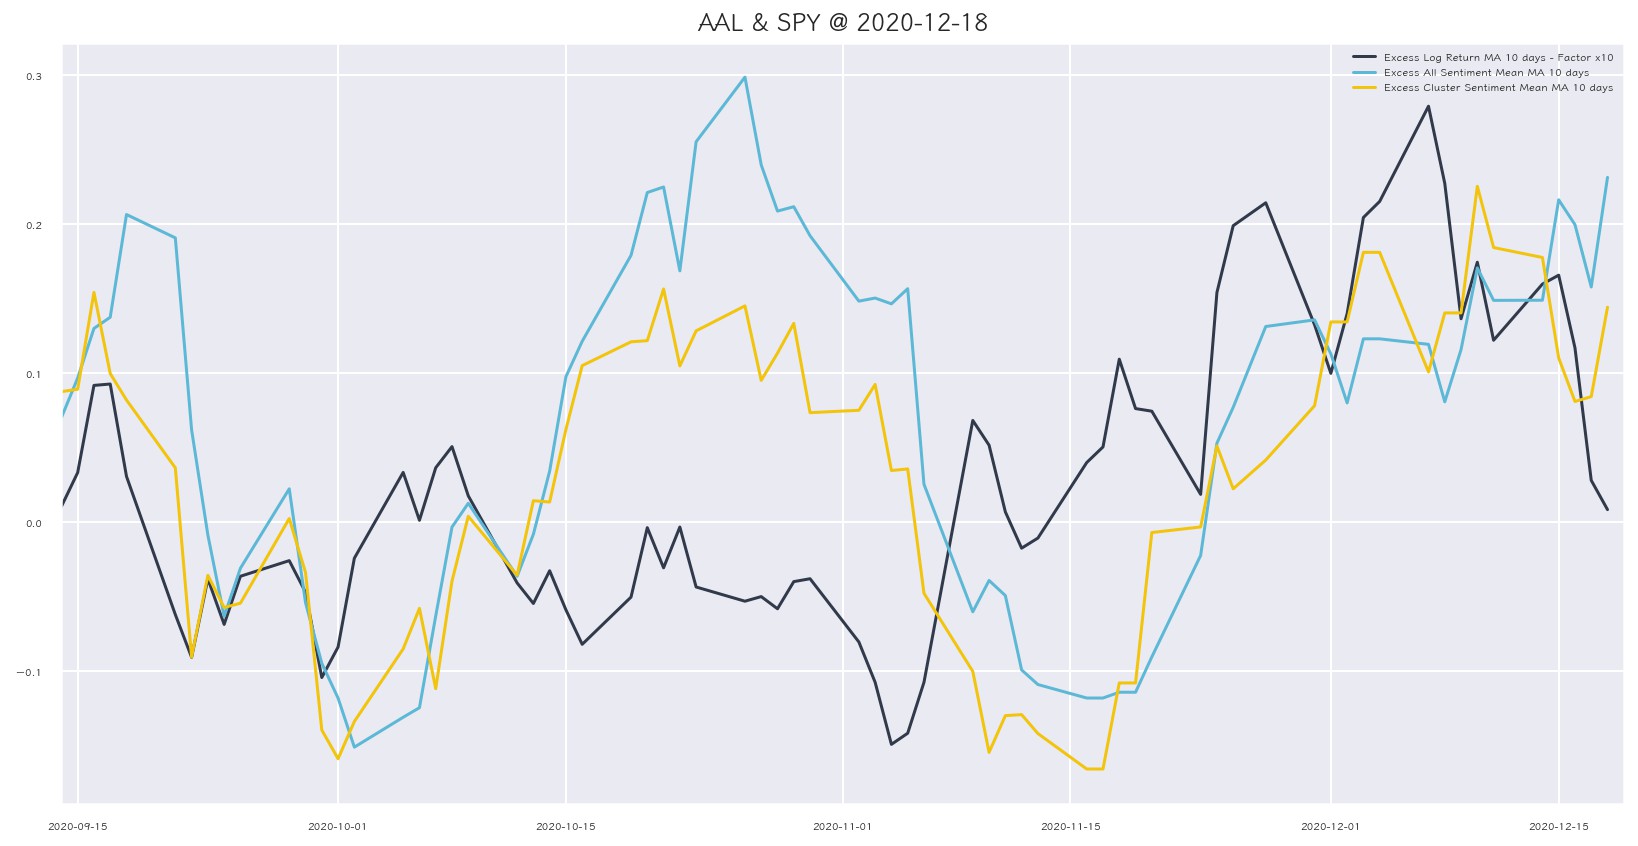 AAL & SPY @ 2020-12-18
Excess Log Return MA 10 days - Factor x10
Excess All Sentiment Mean MA 10 days
Excess Cluster Sentiment Mean MA 10 days
0.3
0.2
0.1
0.0
−0.1
2020-09-15 2020-10-01 2020-10-15 2020-11-01 2020-11-15 2020-12-01 2020-12-15